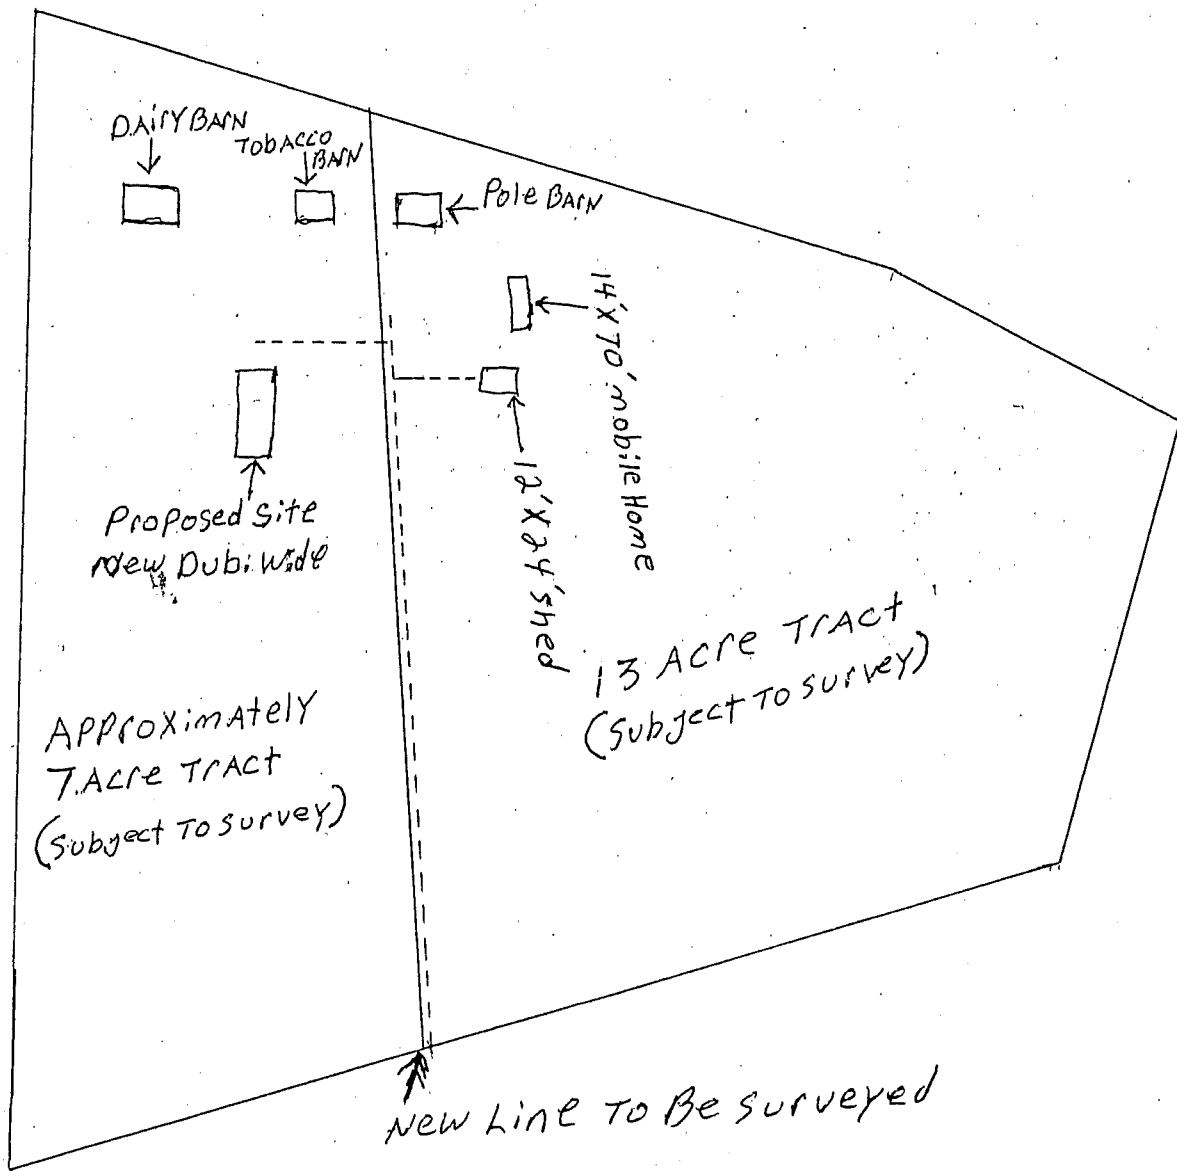 DAiry BArN
TobAcco
BArN
Pole BArN
14'X70' mobile Home
12'X24' shed
Proposed site
New Dubl Wide
13 Acre TrAct
(Subject To survey)
Approximately
7 Acre TrAct
(Subject To survey)
New Line To Be surveyed